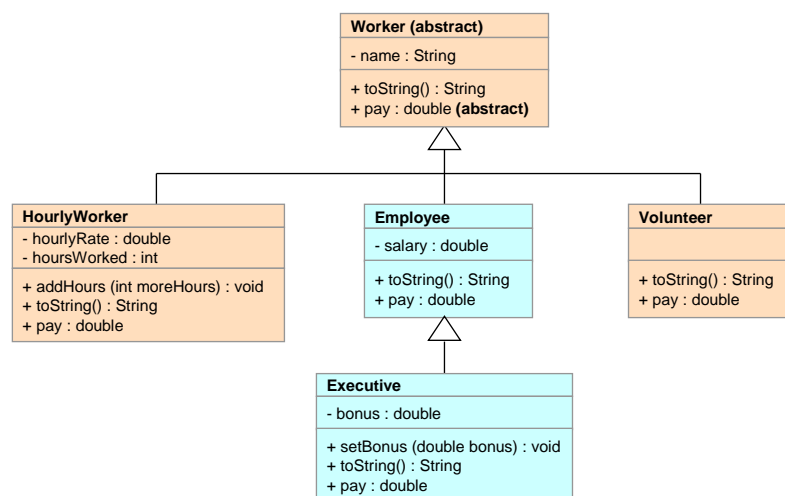 Worker (abstract)
- name : String
+ toString() : String
+ pay : double (abstract)
HourlyWorker
- hourlyRate : double
- hoursWorked : int
+ addHours (int moreHours) : void
+ toString() : String
+ pay : double
Employee
- salary : double
+ toString() : String
+ pay : double
Volunteer
+ toString() : String
+ pay : double
Executive
- bonus : double
+ setBonus (double bonus) : void
+ toString() : String
+ pay : double